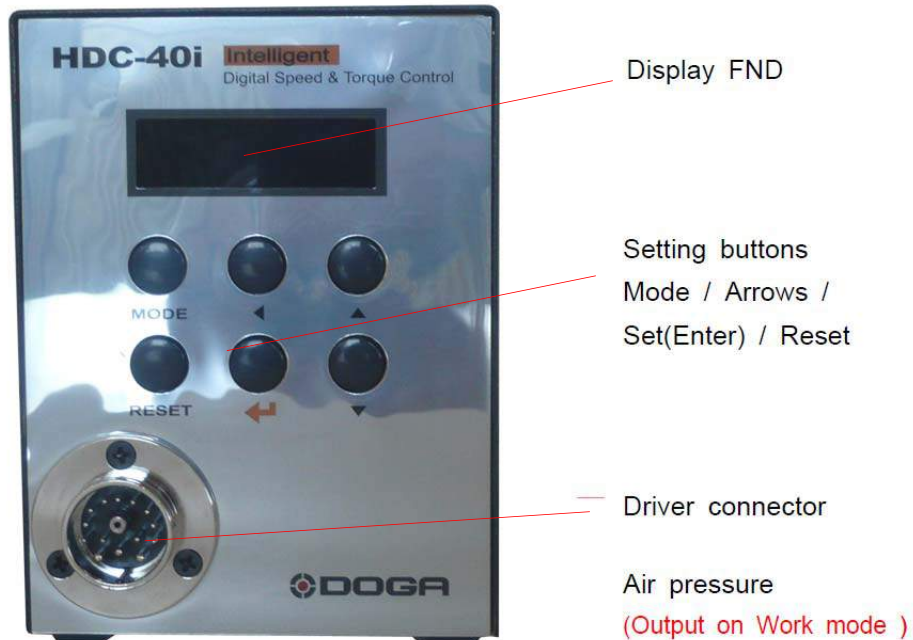 HDC-40i Intelligent
Digital Speed & Torque Control
Display FND
MODE ◀ ▲
RESET ↵ ▼
Setting buttons
Mode / Arrows /
Set(Enter) / Reset
Driver connector
DOGA
Air pressure
(Output on Work mode )